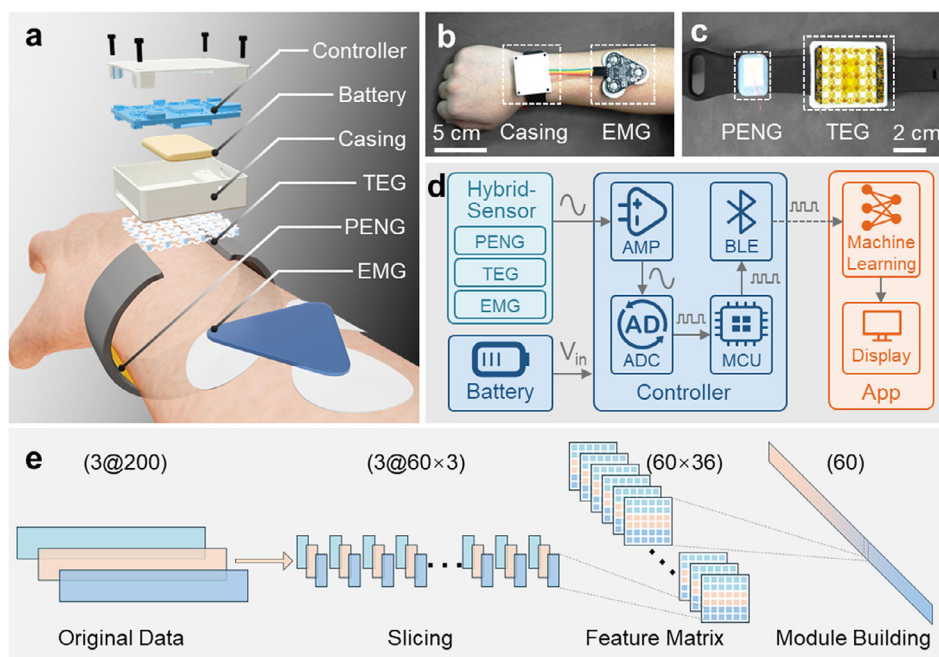 a
Controller
Battery
Casing
TEG
PENG
EMG
b
5 cm
Casing
EMG
c
PENG
TEG
2 cm
d
Hybrid-
Sensor
PENG
TEG
EMG
Battery
Vin
AMP
AD
ADC
BLE
MCU
Controller
Machine
Learning
Display
App
e
(3@200)
(3@60×3)
(60×36)
(60)
Original Data
Slicing
Feature Matrix
Module Building